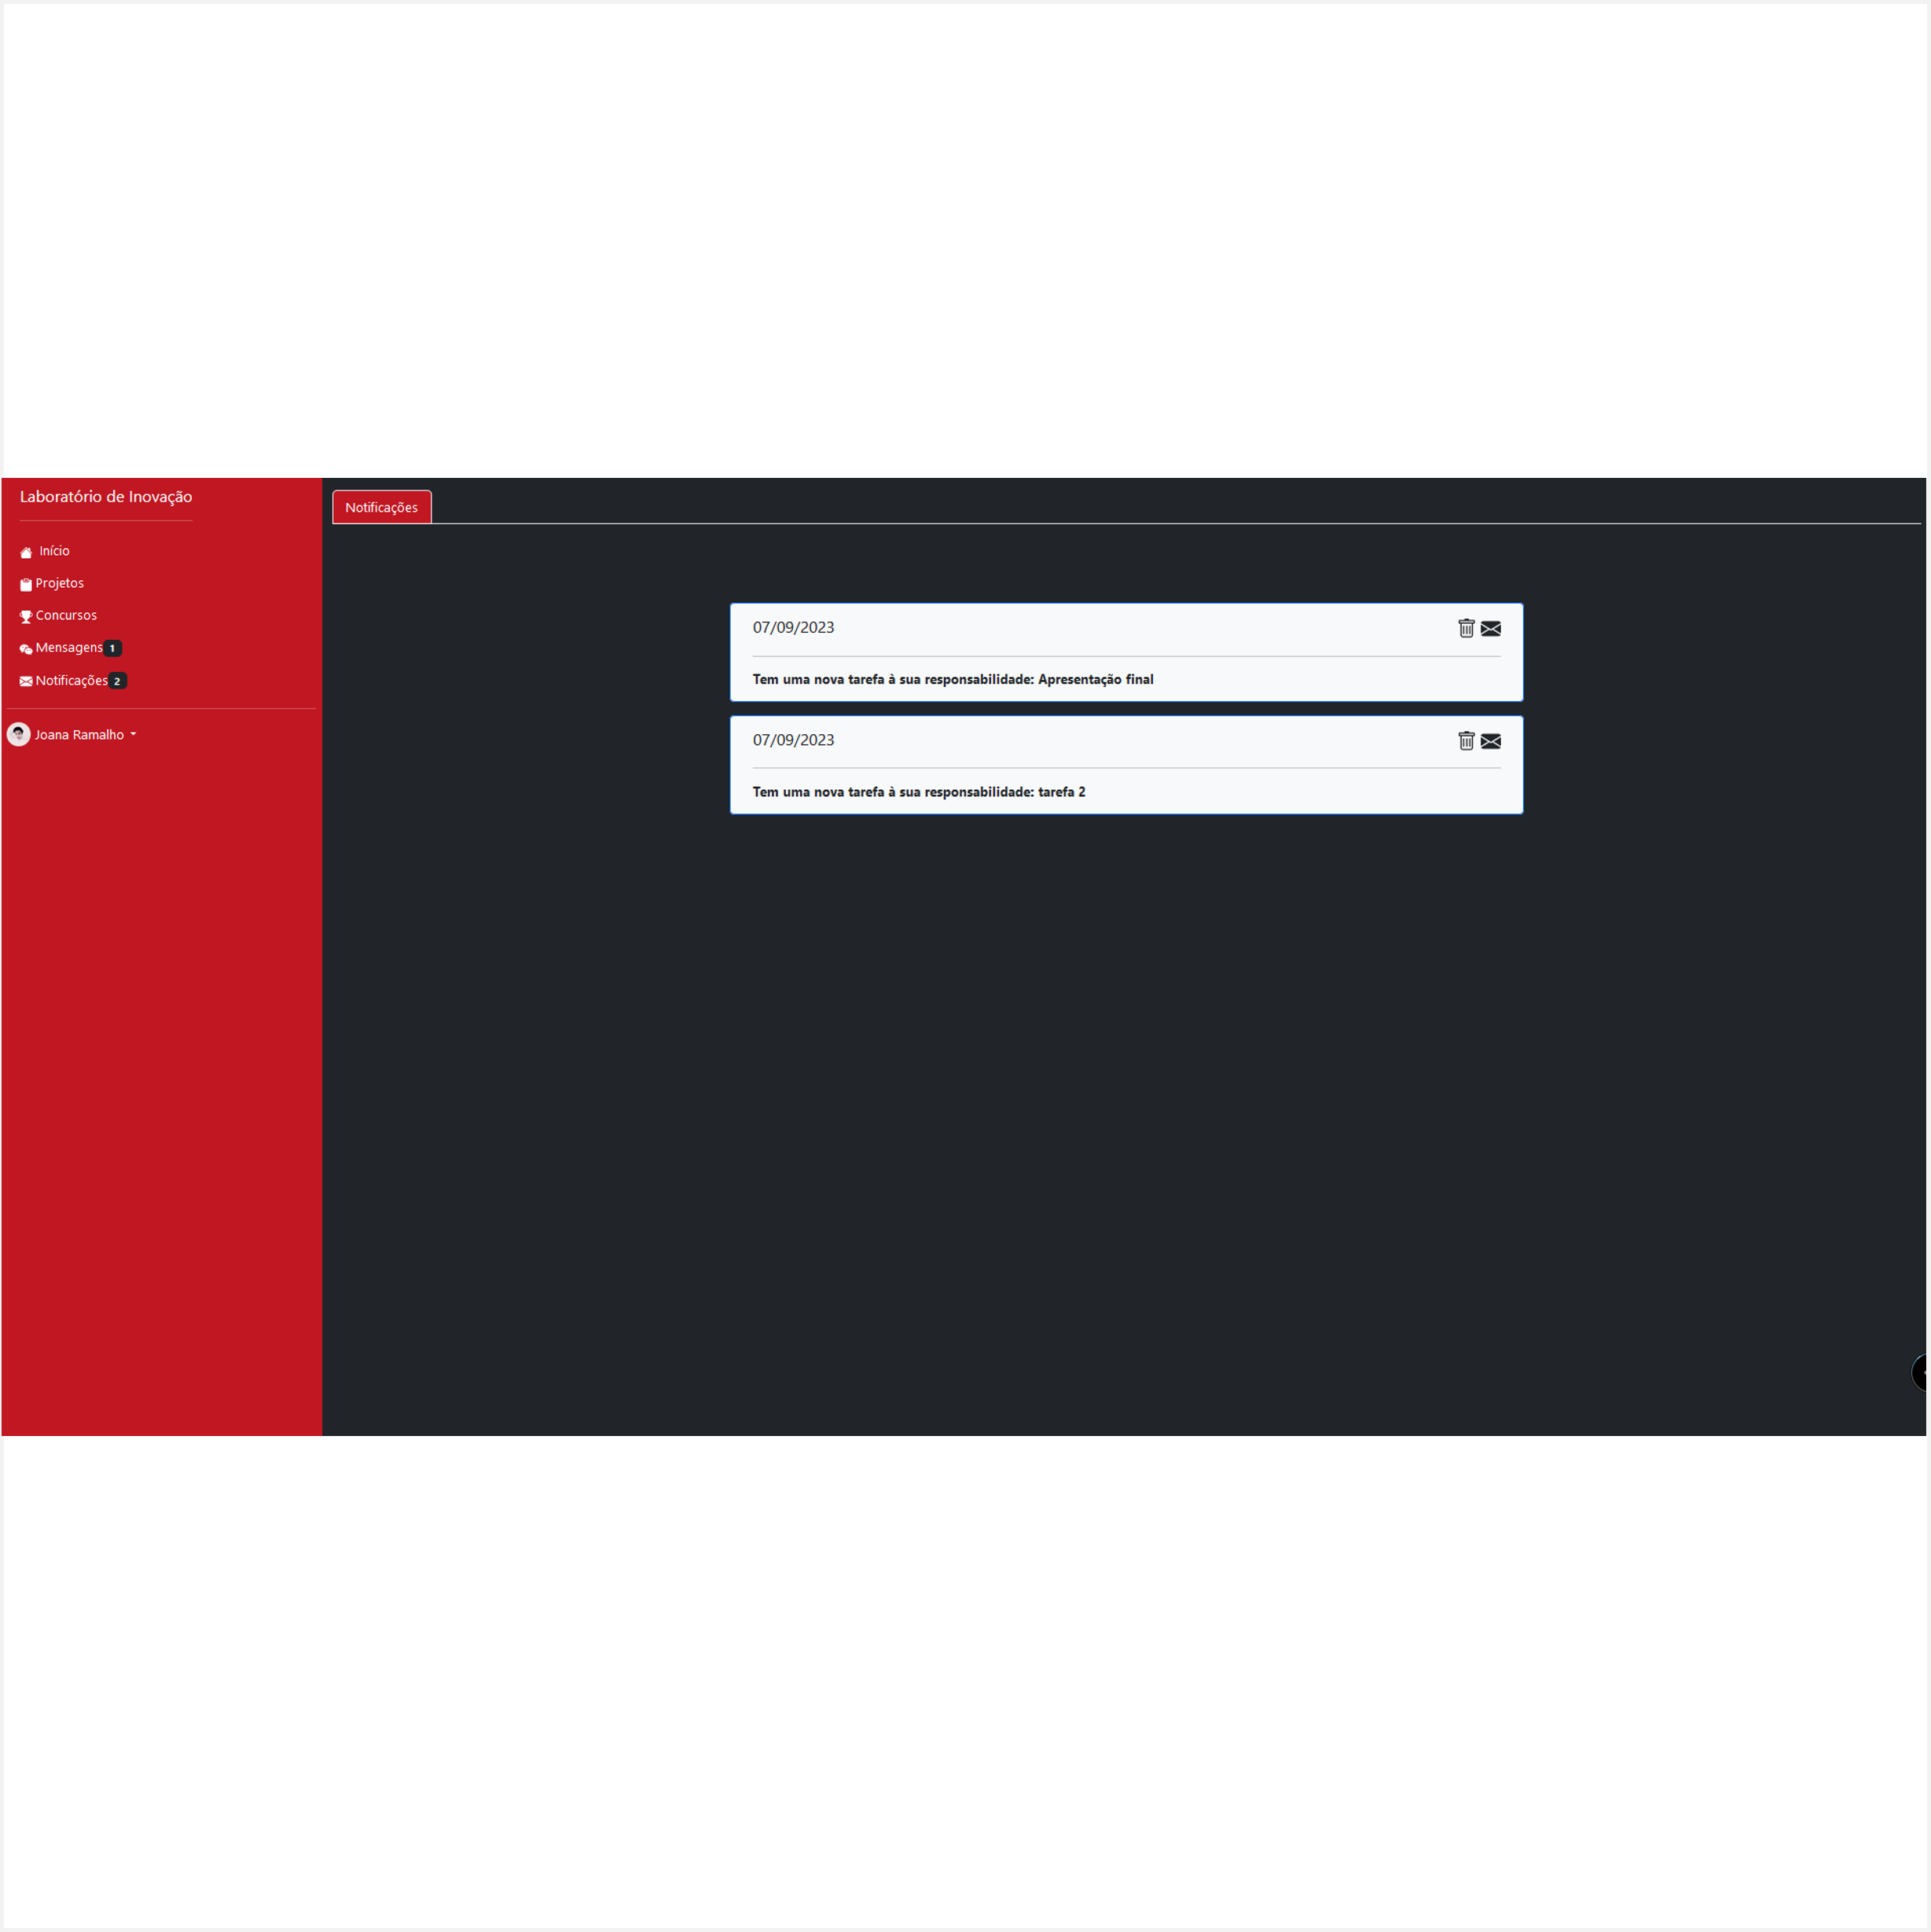 Laboratório de Inovação
Início
Projetos
Concursos
Mensagens 1
Notificações 2
Joana Ramalho
Notificações
07/09/2023
Tem uma nova tarefa à sua responsabilidade: Apresentação final
07/09/2023
Tem uma nova tarefa à sua responsabilidade: tarefa 2